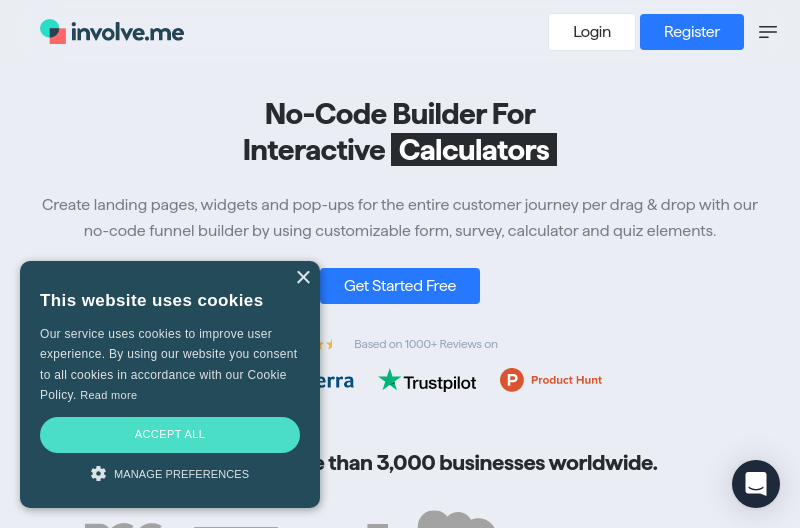 involve.me
Login
Register
No-Code Builder For
Interactive Calculators
Create landing pages, widgets and pop-ups for the entire customer journey per drag & drop with our
no-code funnel builder by using customizable form, survey, calculator and quiz elements.
Get Started Free
This website uses cookies
Our service uses cookies to improve user
experience. By using our website you consent
to all cookies in accordance with our Cookie
Policy. Read more
ACCEPT ALL
MANAGE PREFERENCES
Based on 1000+ Reviews on
Trustpilot
P Product Hunt
than 3,000 businesses worldwide.